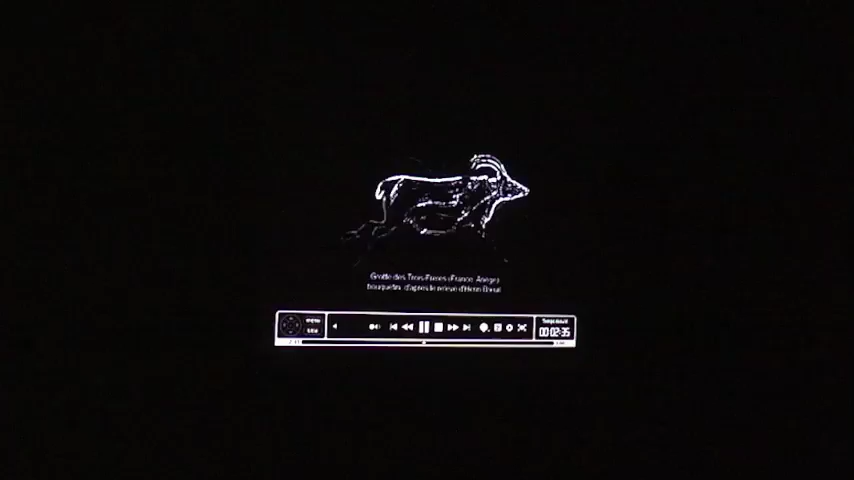 Grotte des Trois-Frères (France, Ariège)
bouquetin, d'après le relevé d'Henri Breuil
00:02:35